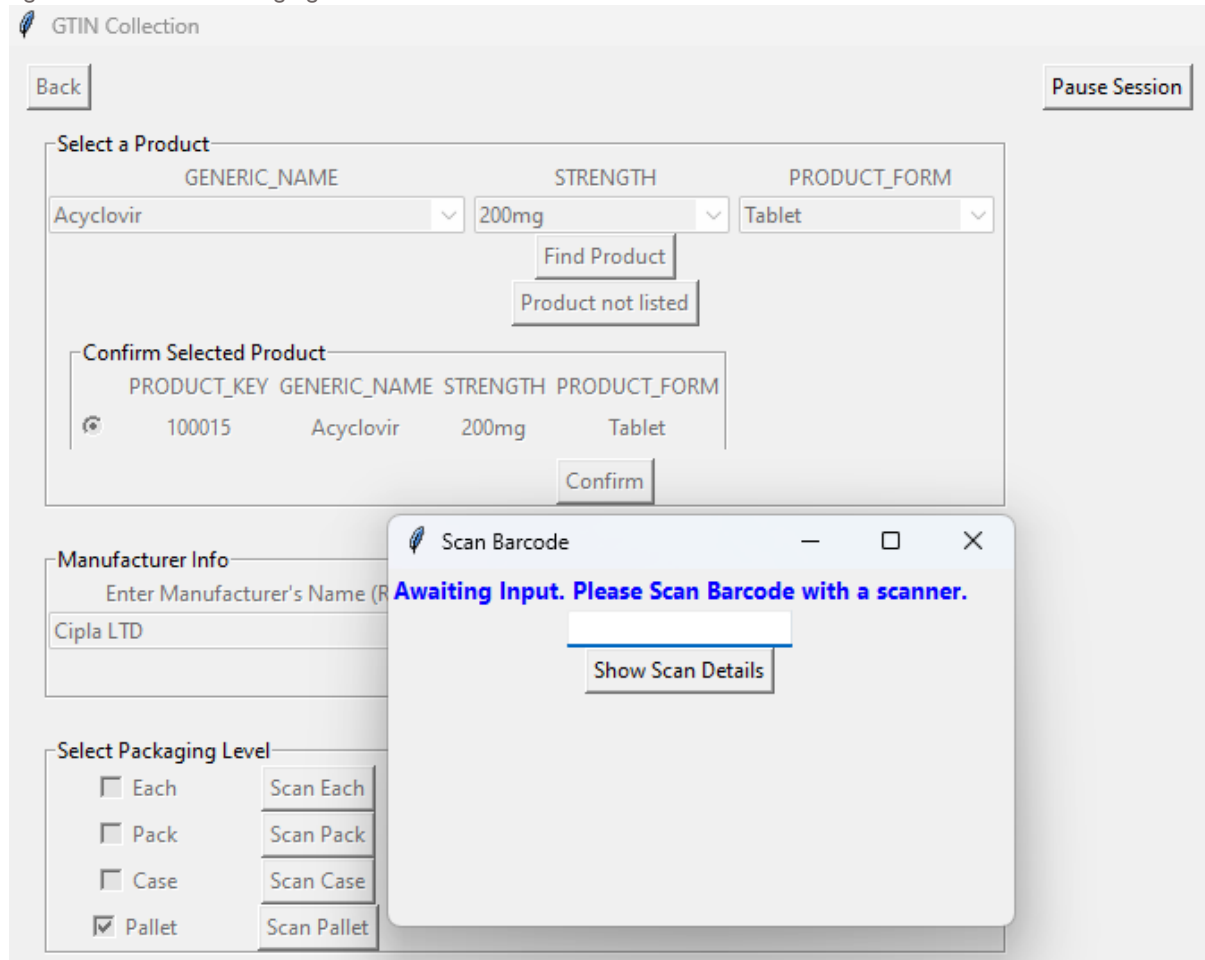 GTIN Collection
Back
Pause Session
Select a Product
GENERIC_NAME STRENGTH PRODUCT_FORM
Acyclovir 200mg Tablet
Find Product
Product not listed
Confirm Selected Product
PRODUCT_KEY GENERIC_NAME STRENGTH PRODUCT_FORM
100015 Acyclovir 200mg Tablet
Confirm
Manufacturer Info
Enter Manufacturer's Name (R
Cipla LTD
Scan Barcode
Awaiting Input. Please Scan Barcode with a scanner.
Show Scan Details
Select Packaging Level
Each Scan Each
Pack Scan Pack
Case Scan Case
Pallet Scan Pallet